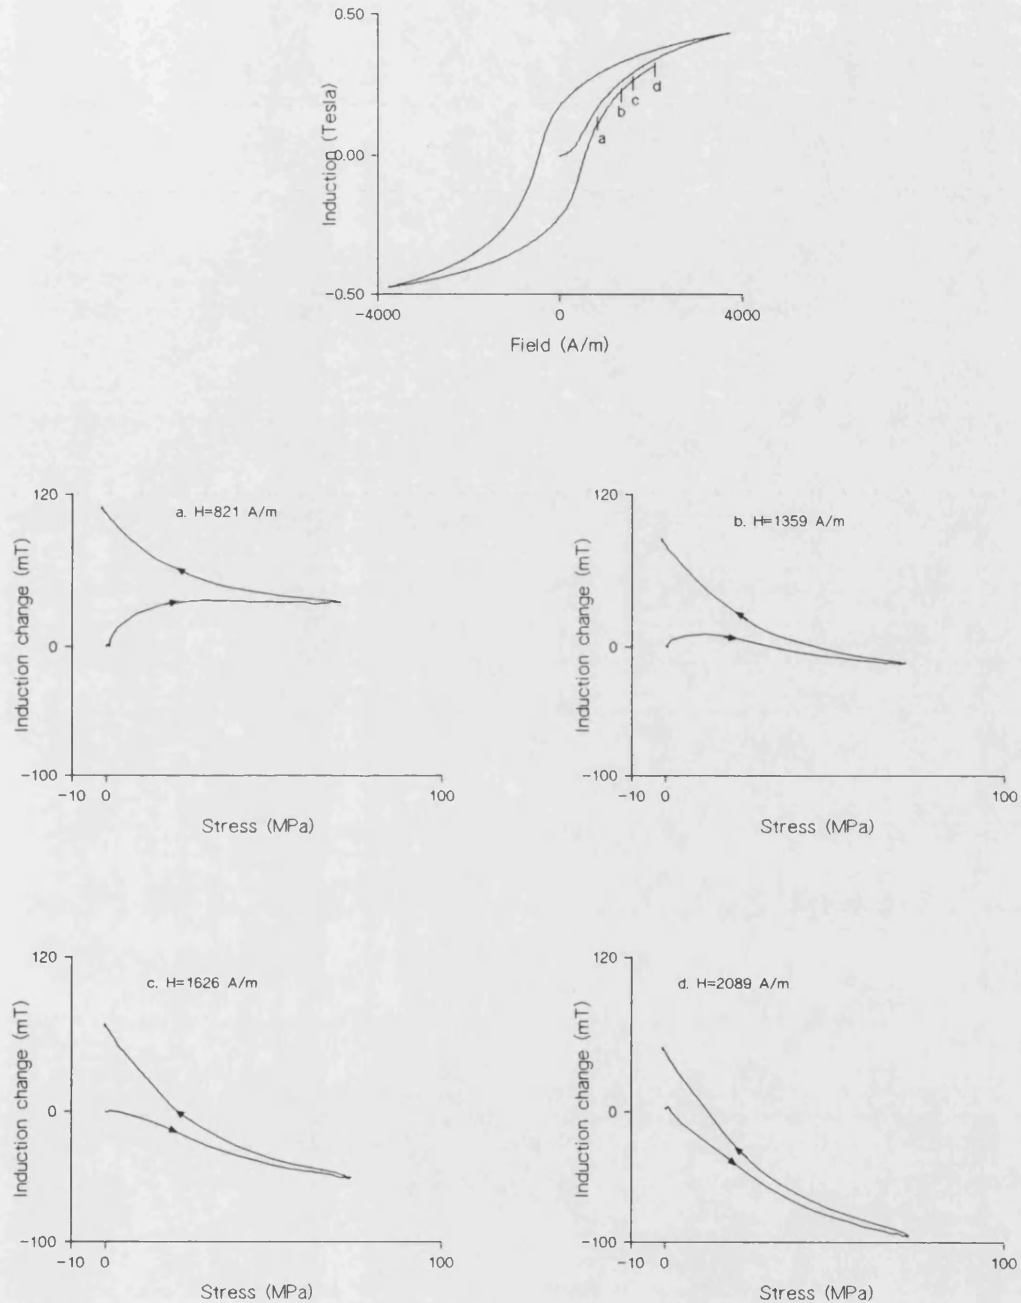 0.50
Induction (Tesla)
0.00
-0.50
a
b
c
d
-4000
0
4000
Field (A/m)
120
a. H=821 A/m
Induction change (mT)
0
-100
-10 0 100
Stress (MPa)
120
b. H=1359 A/m
Induction change (mT)
0
-100
-10 0 100
Stress (MPa)
120
c. H=1626 A/m
Induction change (mT)
0
-100
-10 0 100
Stress (MPa)
120
d. H=2089 A/m
Induction change (mT)
0
-100
-10 0 100
Stress (MPa)